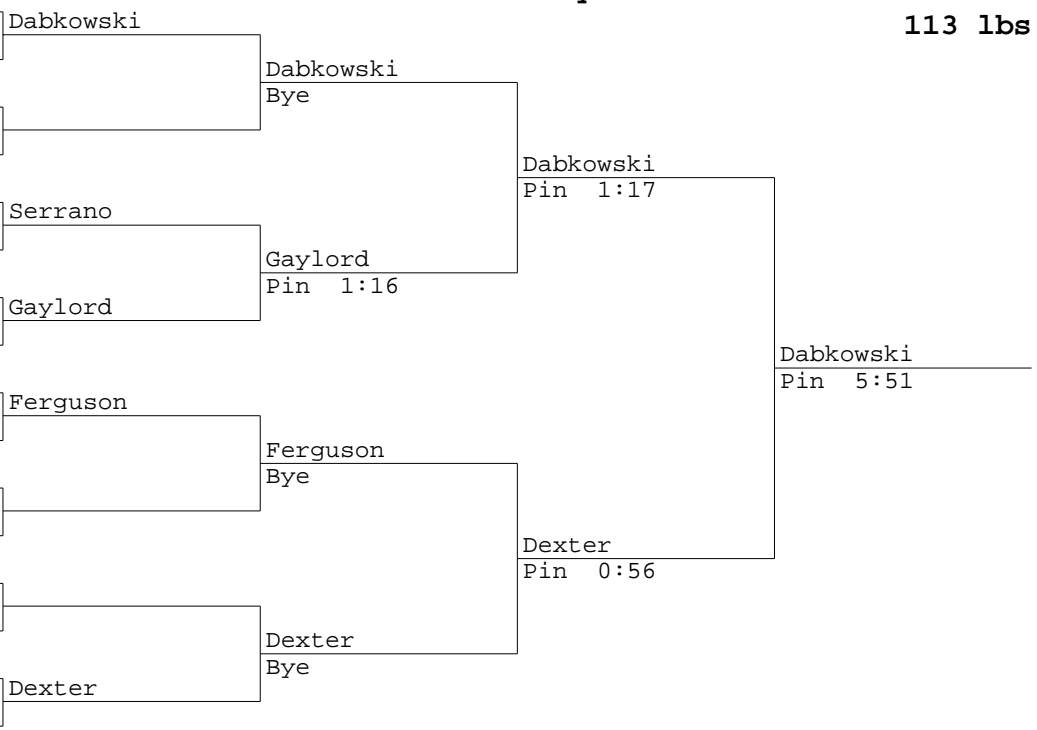 113 lbs
Dabkowski
Dabkowski
Bye
Dabkowski
Pin 1:17
Serrano
Gaylord
Pin 1:16
Gaylord
Dabkowski
Pin 5:51
Ferguson
Ferguson
Bye
Dexter
Pin 0:56
Dexter
Bye
Dexter